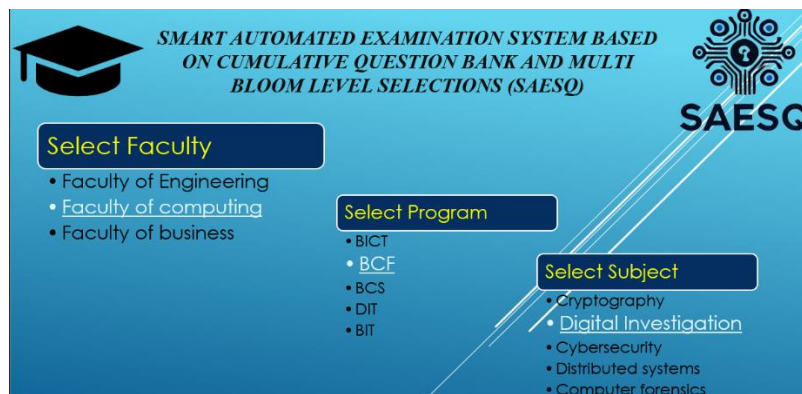 SMART AUTOMATED EXAMINATION SYSTEM BASED
ON CUMULATIVE QUESTION BANK AND MULTI
BLOOM LEVEL SELECTIONS (SAESQ)
SAESQ
Select Faculty
• Faculty of Engineering
• Faculty of computing
• Faculty of business
Select Program
• BICT
• BCF
• BCS
• DIT
• BIT
Select Subject
• Cryptography
• Digital Investigation
• Cybersecurity
• Distributed systems
• Computer forensics